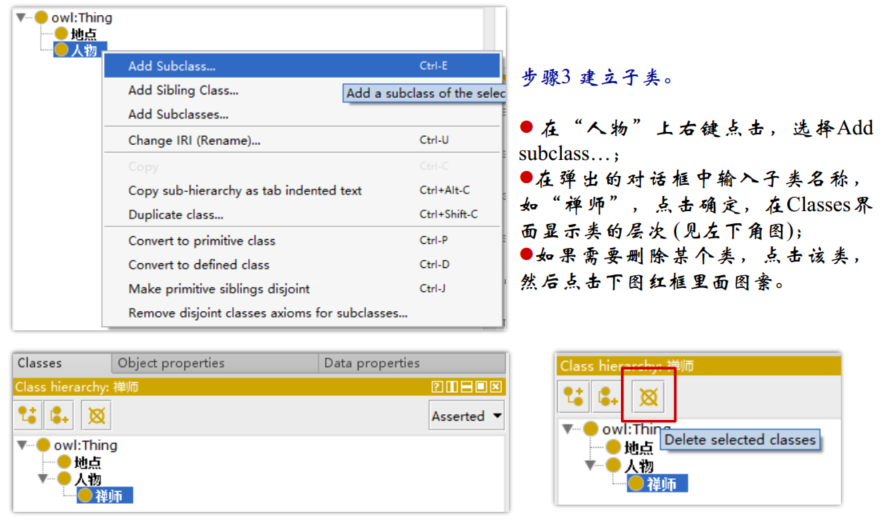 owl:Thing
地点
人物
Add Subclass... Ctrl-E
Add Sibling Class...
Add a subclass of the selec
Add Subclasses...
Change IRI (Rename)... Ctrl-U
Copy Ctrl-C
Copy sub-hierarchy as tab indented text Ctrl+Alt-C
Duplicate class... Ctrl+Shift-C
Convert to primitive class Ctrl-P
Convert to defined class Ctrl-D
Make primitive siblings disjoint Ctrl-J
Remove disjoint classes axioms for subclasses...
步骤3 建立子类。
● 在“人物”上右键点击，选择Add
subclass…;
●在弹出的对话框中输入子类名称，
如“禅师”，点击确定，在Classes界
面显示类的层次 (见左下角图);
●如果需要删除某个类，点击该类，
然后点击下图红框里面图案。
Classes Object properties Data properties
Class hierarchy: 禅师
Asserted
owl:Thing
地点
人物
禅师
Class hierarchy: 禅师
owl:Thing
Delete selected classes
地点
人物
禅师